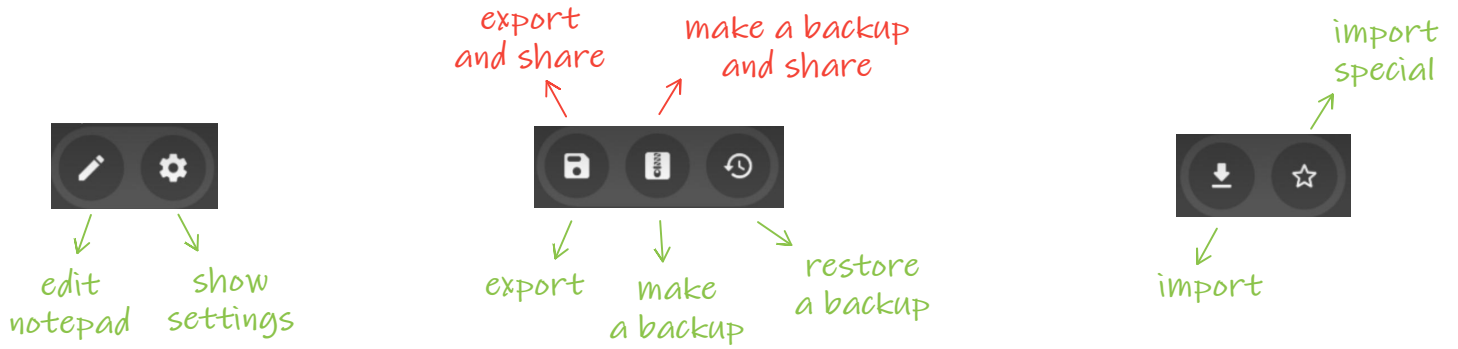 export
and share
make a backup
and share
import
special
edit
notepad
show
settings
export
make
a backup
restore
a backup
import